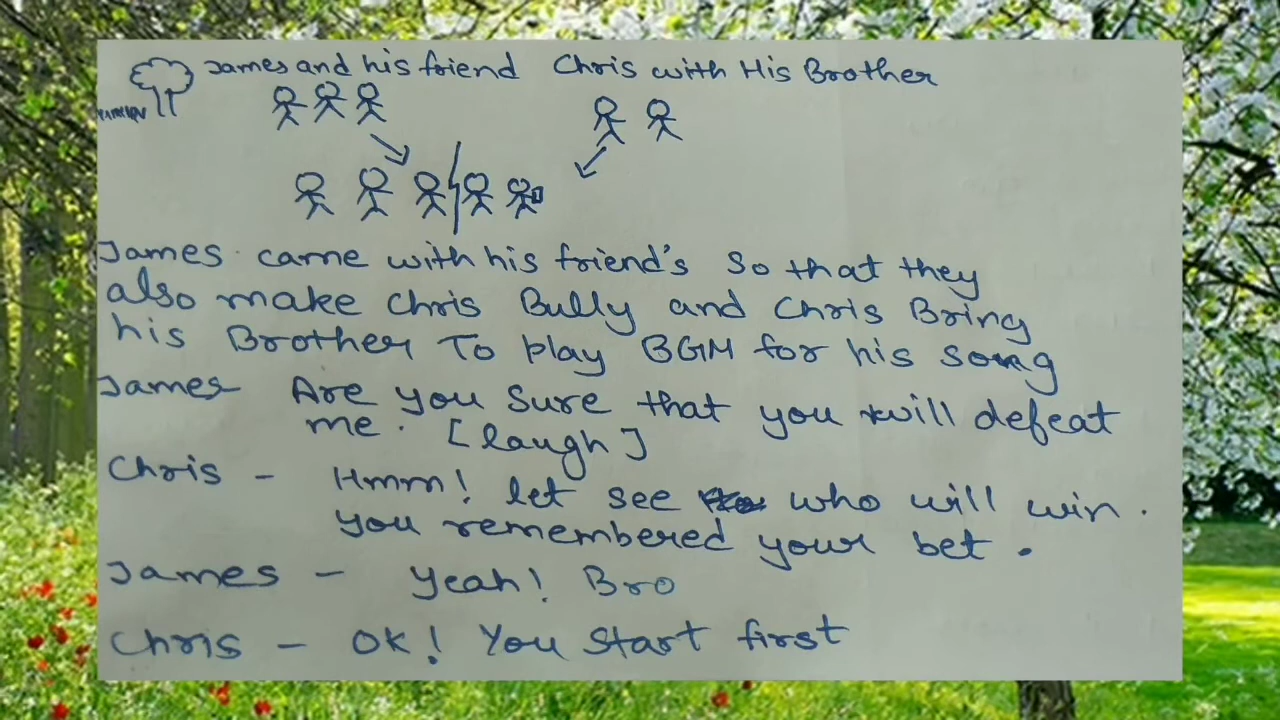 James and his friend Chris with His Brother
James came with his friend's so that they
also make chris Bully and Chris Bring
his Brother To play BGM for his song
James Are you sure that you will defeat
me. [laugh]
Chris - Hmm! let see who will win.
you remembered your bet.
James - Yeah! Bro
Chris - OK! You Start first